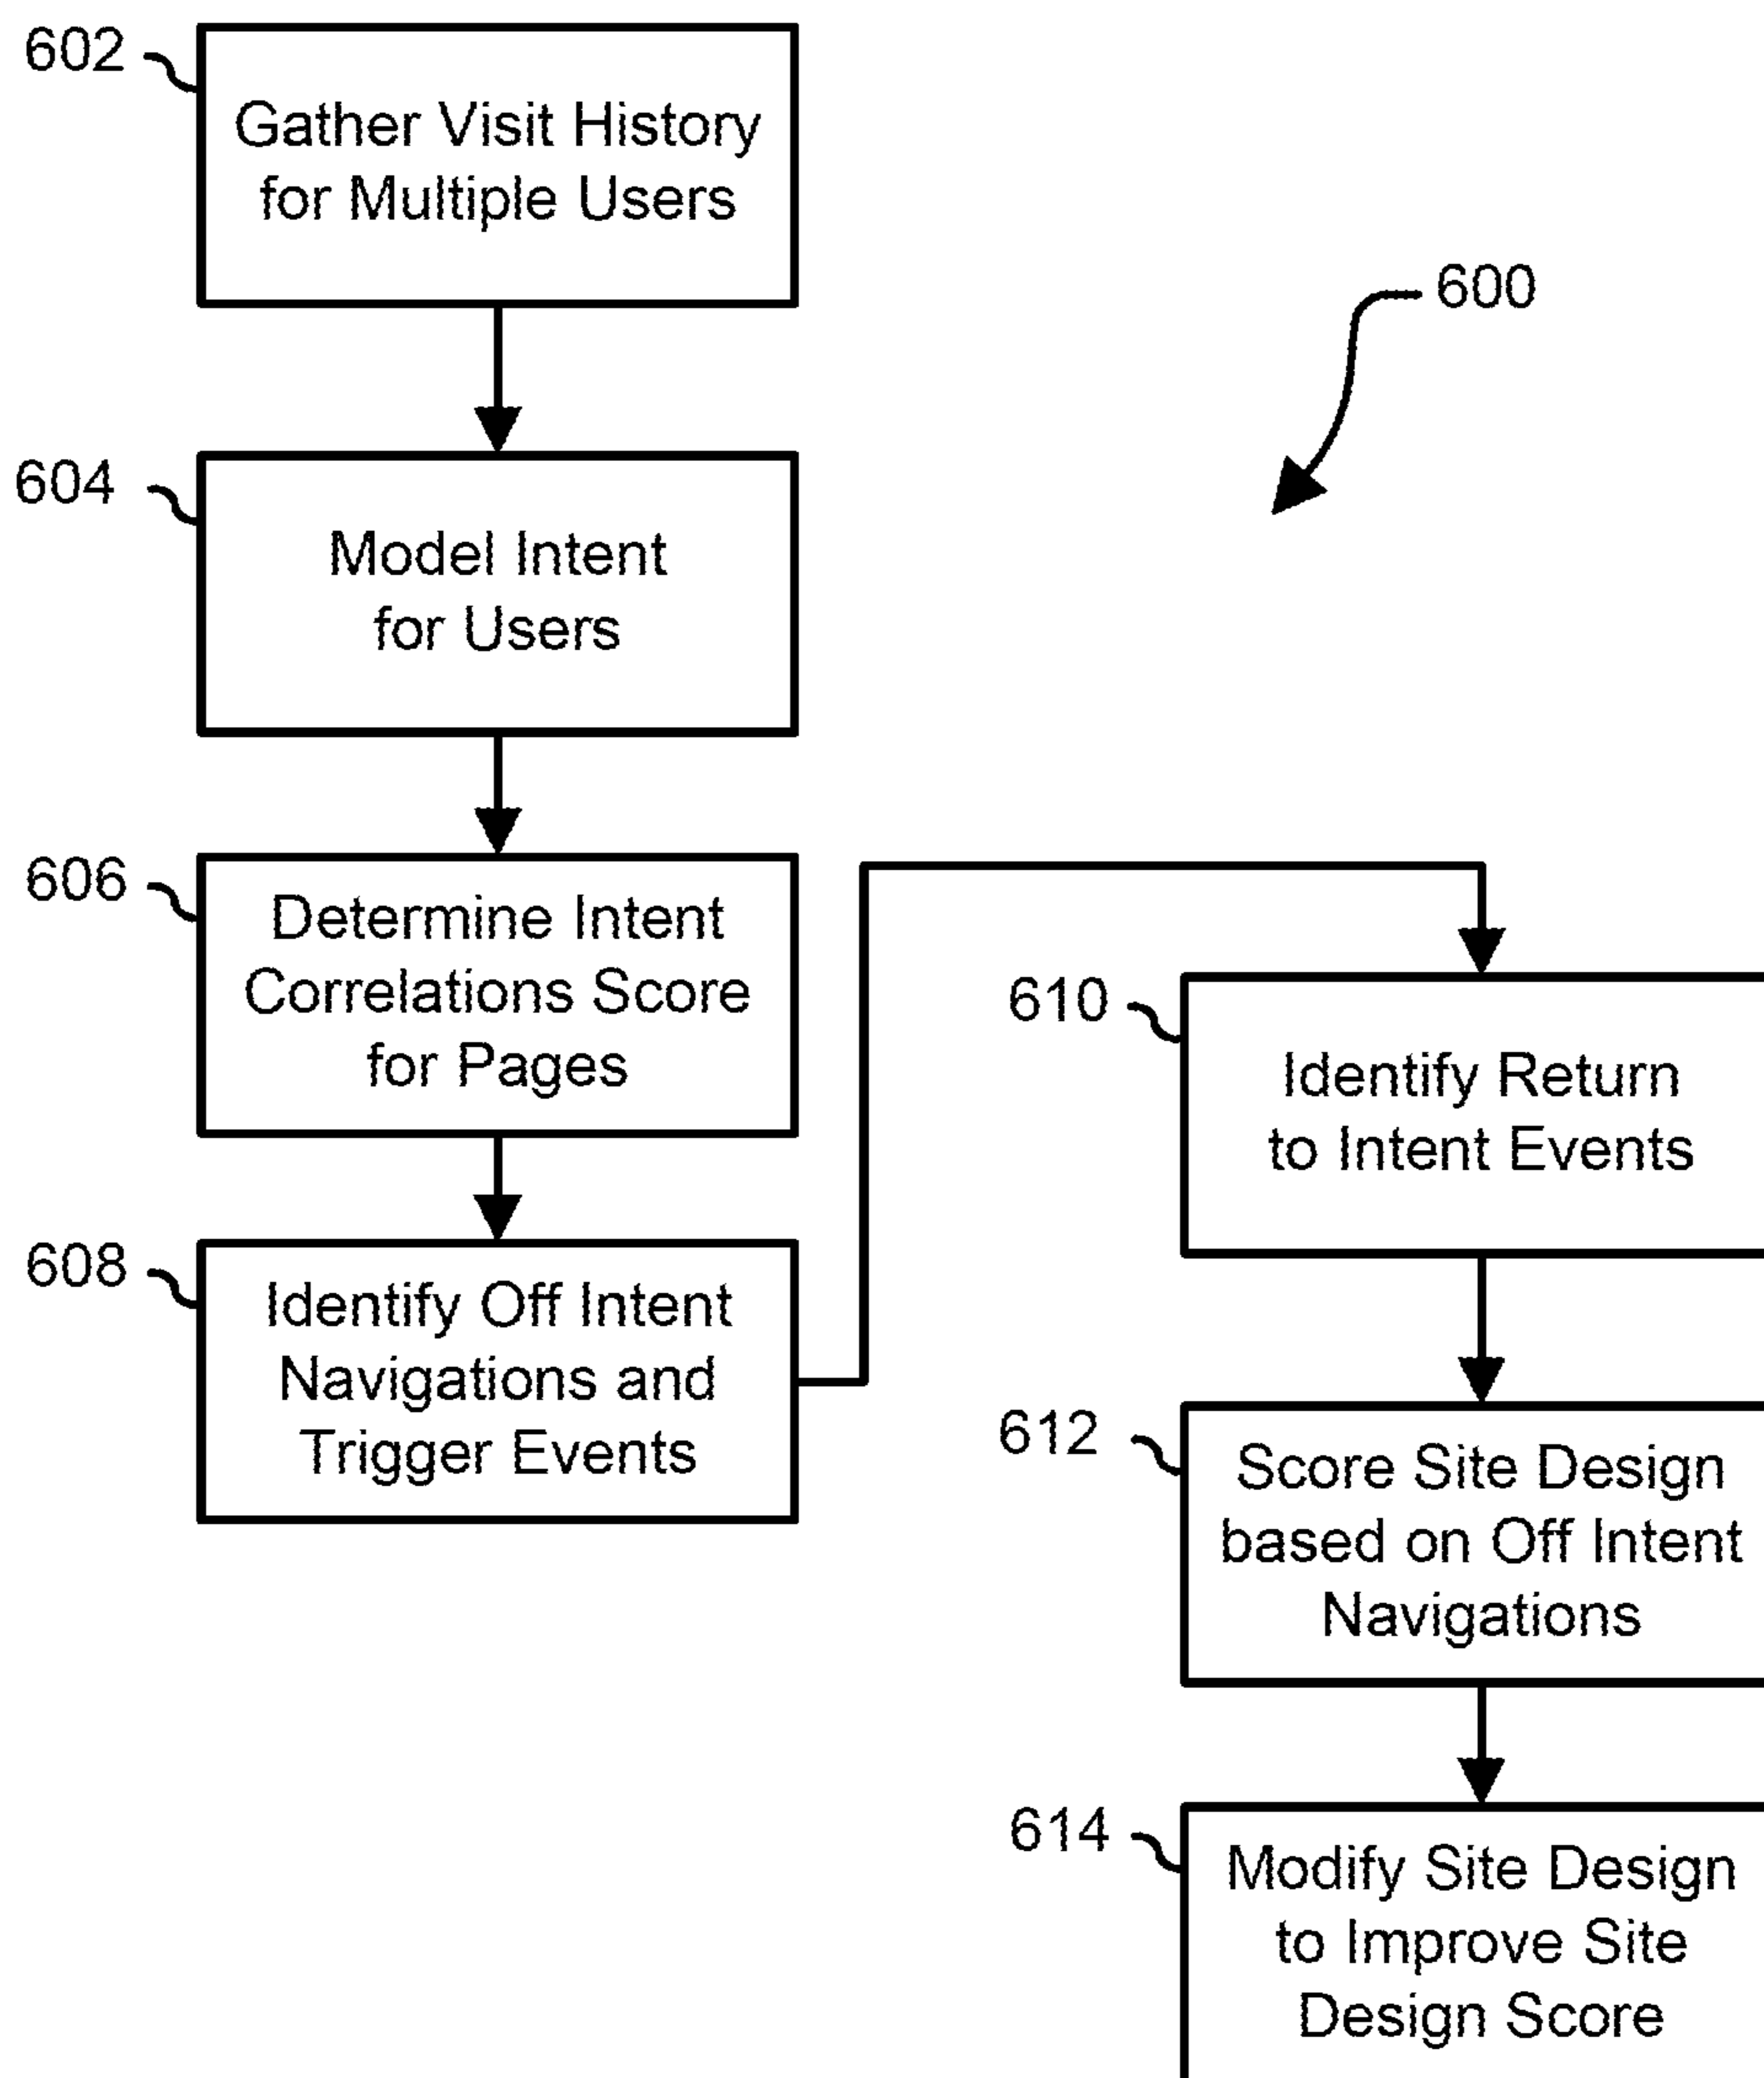 602
Gather Visit History
for Multiple Users
600
604
Model Intent
for Users
606
Determine Intent
Correlations Score
for Pages
608
Identify Off Intent
Navigations and
Trigger Events
610
Identify Return
to Intent Events
612
Score Site Design
based on Off Intent
Navigations
614
Modify Site Design
to Improve Site
Design Score